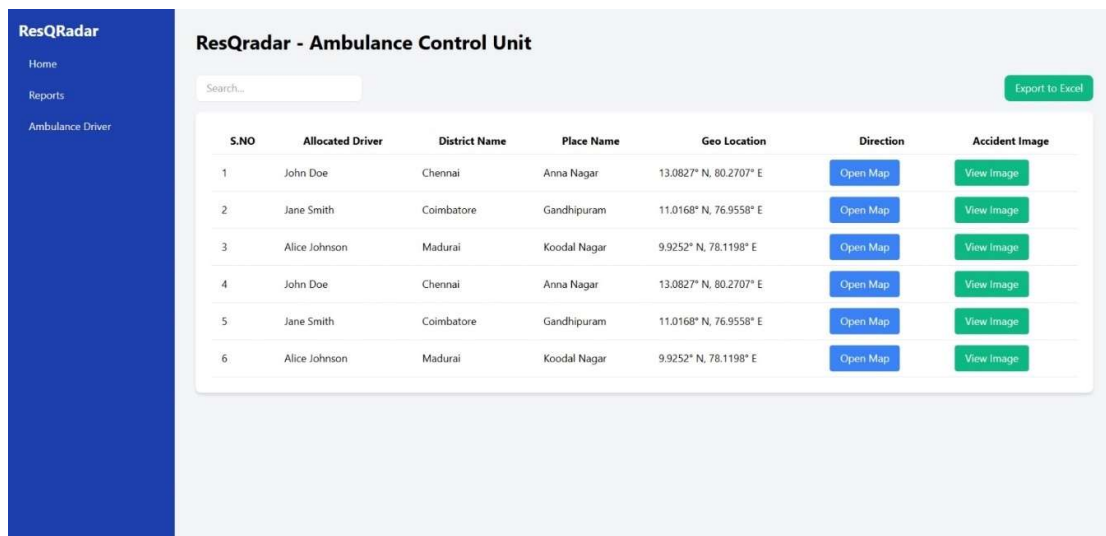 ResQRadar
Home
Reports
Ambulance Driver
ResQradar - Ambulance Control Unit
Search...
Export to Excel
S.NO Allocated Driver District Name Place Name Geo Location Direction Accident Image
1 John Doe Chennai Anna Nagar 13.0827° N, 80.2707° E Open Map View Image
2 Jane Smith Coimbatore Gandhipuram 11.0168° N, 76.9558° E Open Map View Image
3 Alice Johnson Madurai Koodal Nagar 9.9252° N, 78.1198° E Open Map View Image
4 John Doe Chennai Anna Nagar 13.0827° N, 80.2707° E Open Map View Image
5 Jane Smith Coimbatore Gandhipuram 11.0168° N, 76.9558° E Open Map View Image
6 Alice Johnson Madurai Koodal Nagar 9.9252° N, 78.1198° E Open Map View Image